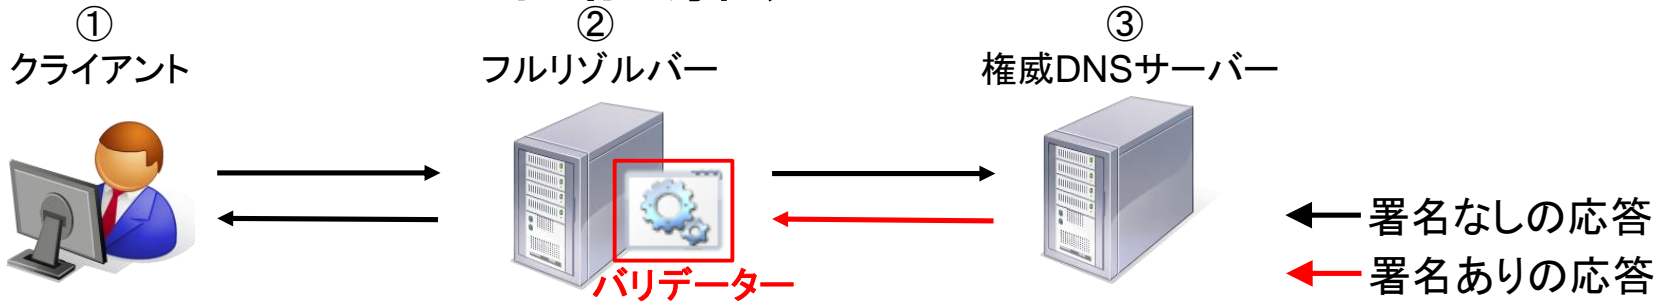 ①
クライアント
②
フルリゾルバー
③
権威DNSサーバー
バリデーター
署名なしの応答
署名ありの応答